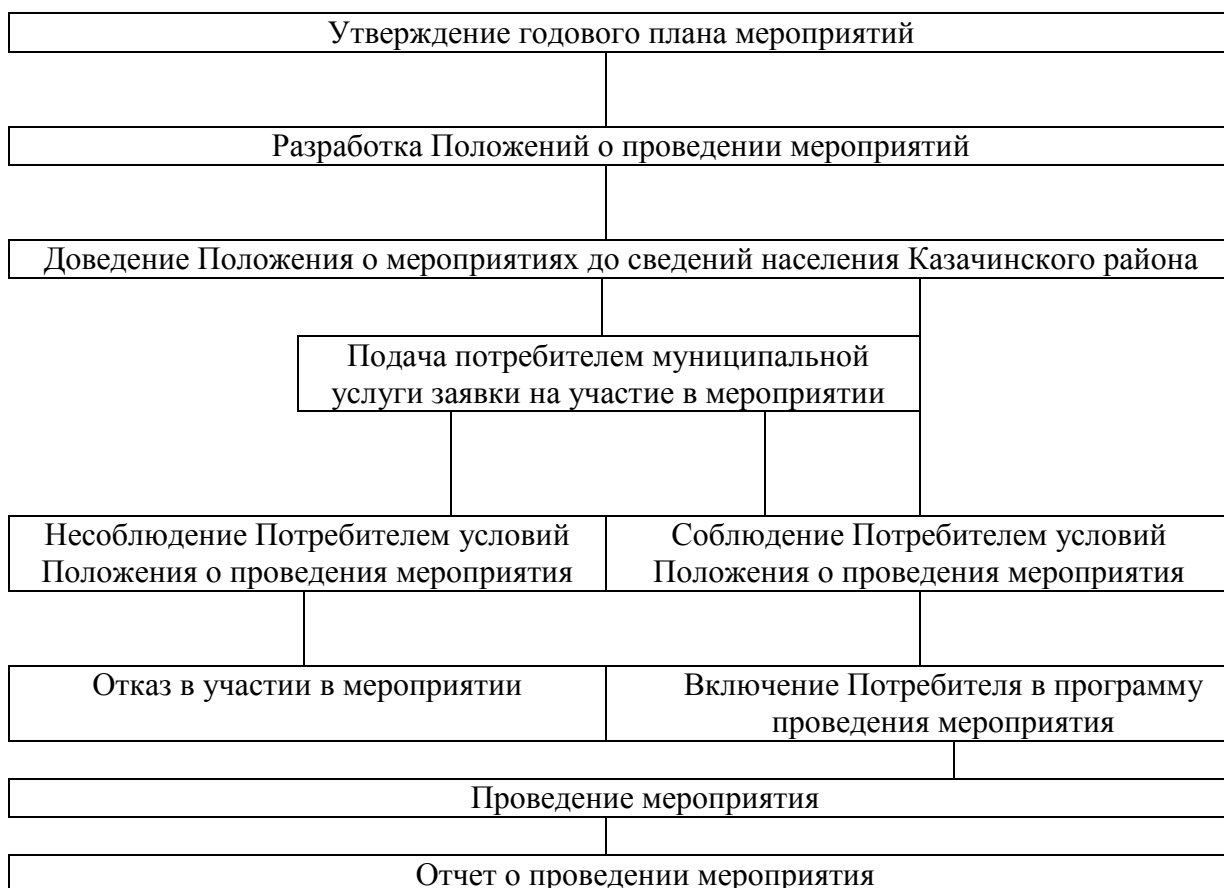 Утверждение годового плана мероприятий
Разработка Положений о проведении мероприятий
Доведение Положения о мероприятиях до сведений населения Казачинского района
Подача потребителем муниципальной
услуги заявки на участие в мероприятии
Несоблюдение Потребителем условий
Положения о проведения мероприятия
Соблюдение Потребителем условий
Положения о проведения мероприятия
Отказ в участии в мероприятии
Включение Потребителя в программу
проведения мероприятия
Проведение мероприятия
Отчет о проведении мероприятия